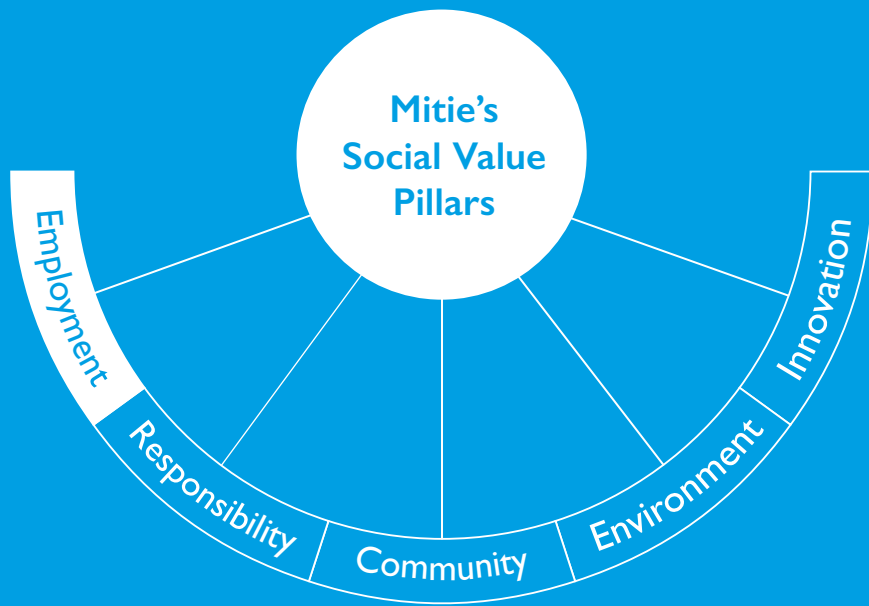 Mitie’s
Social Value
Pillars
Employment
Responsibility
Community
Environment
Innovation